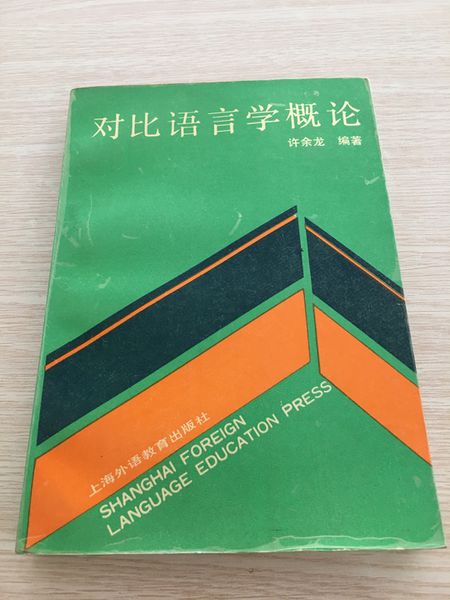 对比语言学概论
许余龙 编著
上海外语教育出版社
SHANGHAI FOREIGN
LANGUAGE EDUCATION PRESS